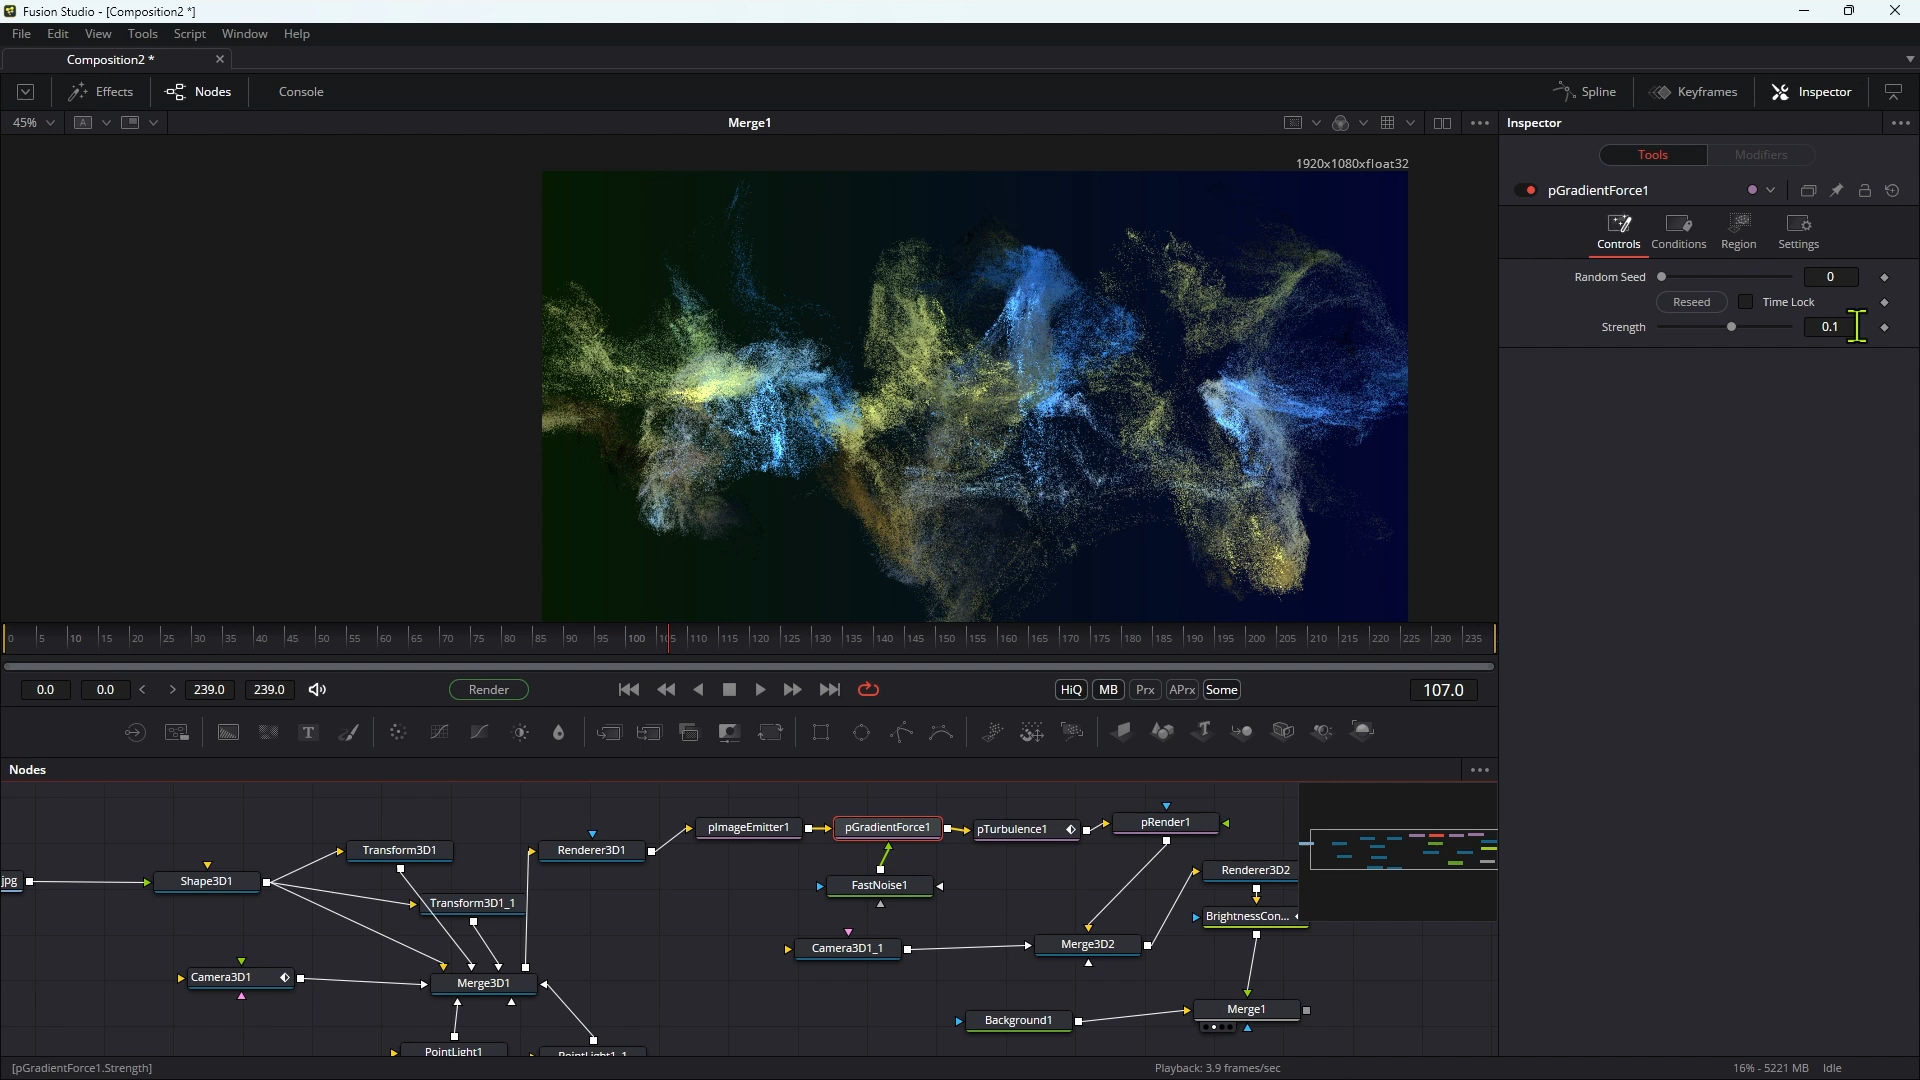 Fusion Studio - [Composition2 *]
File Edit View Tools Script Window Help
Composition2 *
Effects Nodes Console Spline Keyframes Inspector
45% A Merge1 Inspector
1920x1080xfloat32
Tools Modifiers
pGradientForce1
Controls Conditions Region Settings
Random Seed 0
Reseed Time Lock
Strength 0.1
0 5 10 15 20 25 30 35 40 45 50 55 60 65 70 75 80 85 90 95 100 105 110 115 120 125 130 135 140 145 150 155 160 165 170 175 180 185 190 195 200 205 210 215 220 225 230 235
0.0 0.0 < > 239.0 239.0 Render HiQ MB Prx APrx Some 107.0
T T
Nodes
pImageEmitter1 pGradientForce1 pTurbulence1 pRender1
Transform3D1 Renderer3D1
Renderer3D2
jpg Shape3D1 FastNoise1
Transform3D1_1 BrightnessCon...
Camera3D1_1 Merge3D2
Camera3D1 Merge3D1
Background1 Merge1
PointLight1 PointLight1_1
[pGradientForce1.Strength] Playback: 3.9 frames/sec 16% - 5221 MB Idle